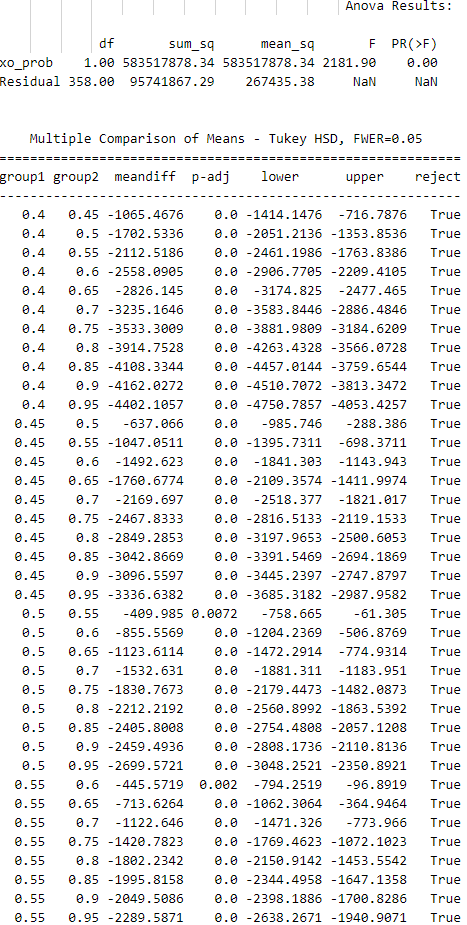 Anova Results:
df sum_sq mean_sq F PR(>F)
xo_prob 1.00 583517878.34 583517878.34 2181.90 0.00
Residual 358.00 95741867.29 267435.38 NaN NaN
Multiple Comparison of Means - Tukey HSD, FWER=0.05
==========================================================
group1 group2 meandiff p-adj lower upper reject
----------------------------------------------------------
0.4 0.45 -1065.4676 0.0 -1414.1476 -716.7876 True
0.4 0.5 -1702.5336 0.0 -2051.2136 -1353.8536 True
0.4 0.55 -2112.5186 0.0 -2461.1986 -1763.8386 True
0.4 0.6 -2558.0905 0.0 -2906.7705 -2209.4105 True
0.4 0.65 -2826.145 0.0 -3174.825 -2477.465 True
0.4 0.7 -3235.1646 0.0 -3583.8446 -2886.4846 True
0.4 0.75 -3533.3009 0.0 -3881.9809 -3184.6209 True
0.4 0.8 -3914.7528 0.0 -4263.4328 -3566.0728 True
0.4 0.85 -4108.3344 0.0 -4457.0144 -3759.6544 True
0.4 0.9 -4162.0272 0.0 -4510.7072 -3813.3472 True
0.4 0.95 -4402.1057 0.0 -4750.7857 -4053.4257 True
0.45 0.5 -637.066 0.0 -985.746 -288.386 True
0.45 0.55 -1047.0511 0.0 -1395.7311 -698.3711 True
0.45 0.6 -1492.623 0.0 -1841.303 -1143.943 True
0.45 0.65 -1760.6774 0.0 -2109.3574 -1411.9974 True
0.45 0.7 -2169.697 0.0 -2518.377 -1821.017 True
0.45 0.75 -2467.8333 0.0 -2816.5133 -2119.1533 True
0.45 0.8 -2849.2853 0.0 -3197.9653 -2500.6053 True
0.45 0.85 -3042.8669 0.0 -3391.5469 -2694.1869 True
0.45 0.9 -3096.5597 0.0 -3445.2397 -2747.8797 True
0.45 0.95 -3336.6382 0.0 -3685.3182 -2987.9582 True
0.5 0.55 -409.985 0.0072 -758.665 -61.305 True
0.5 0.6 -855.5569 0.0 -1204.2369 -506.8769 True
0.5 0.65 -1123.6114 0.0 -1472.2914 -774.9314 True
0.5 0.7 -1532.631 0.0 -1881.311 -1183.951 True
0.5 0.75 -1830.7673 0.0 -2179.4473 -1482.0873 True
0.5 0.8 -2212.2192 0.0 -2560.8992 -1863.5392 True
0.5 0.85 -2405.8008 0.0 -2754.4808 -2057.1208 True
0.5 0.9 -2459.4936 0.0 -2808.1736 -2110.8136 True
0.5 0.95 -2699.5721 0.0 -3048.2521 -2350.8921 True
0.55 0.6 -445.5719 0.002 -794.2519 -96.8919 True
0.55 0.65 -713.6264 0.0 -1062.3064 -364.9464 True
0.55 0.7 -1122.646 0.0 -1471.326 -773.966 True
0.55 0.75 -1420.7823 0.0 -1769.4623 -1072.1023 True
0.55 0.8 -1802.2342 0.0 -2150.9142 -1453.5542 True
0.55 0.85 -1995.8158 0.0 -2344.4958 -1647.1358 True
0.55 0.9 -2049.5086 0.0 -2398.1886 -1700.8286 True
0.55 0.95 -2289.5871 0.0 -2638.2671 -1940.9071 True